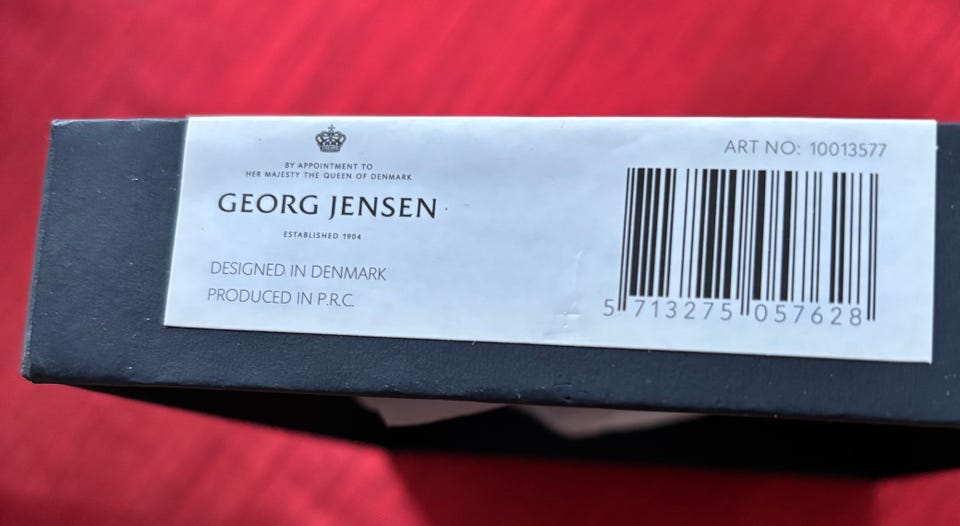 BY APPOINTMENT TO
HER MAJESTY THE QUEEN OF DENMARK
GEORG JENSEN
ESTABLISHED 1904
DESIGNED IN DENMARK
PRODUCED IN P.R.C.
ART NO: 10013577
5 713275 057628